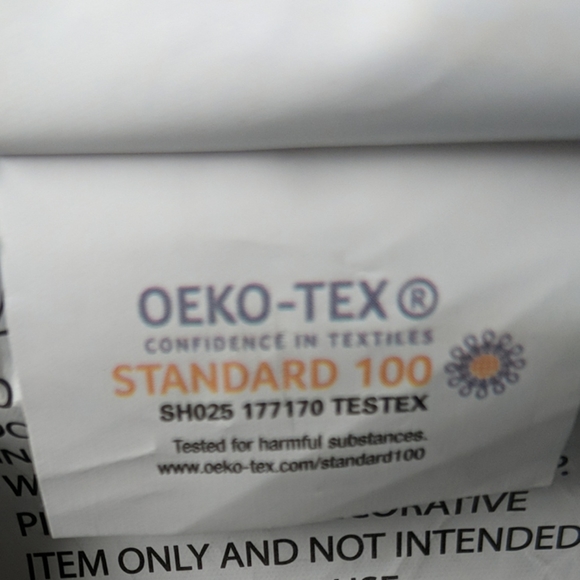 OEKO-TEX®
CONFIDENCE IN TEXTILES
STANDARD 100
SH025 177170 TESTEX
Tested for harmful substances.
www.oeko-tex.com/standard100
ITEM ONLY AND NOT INTENDED